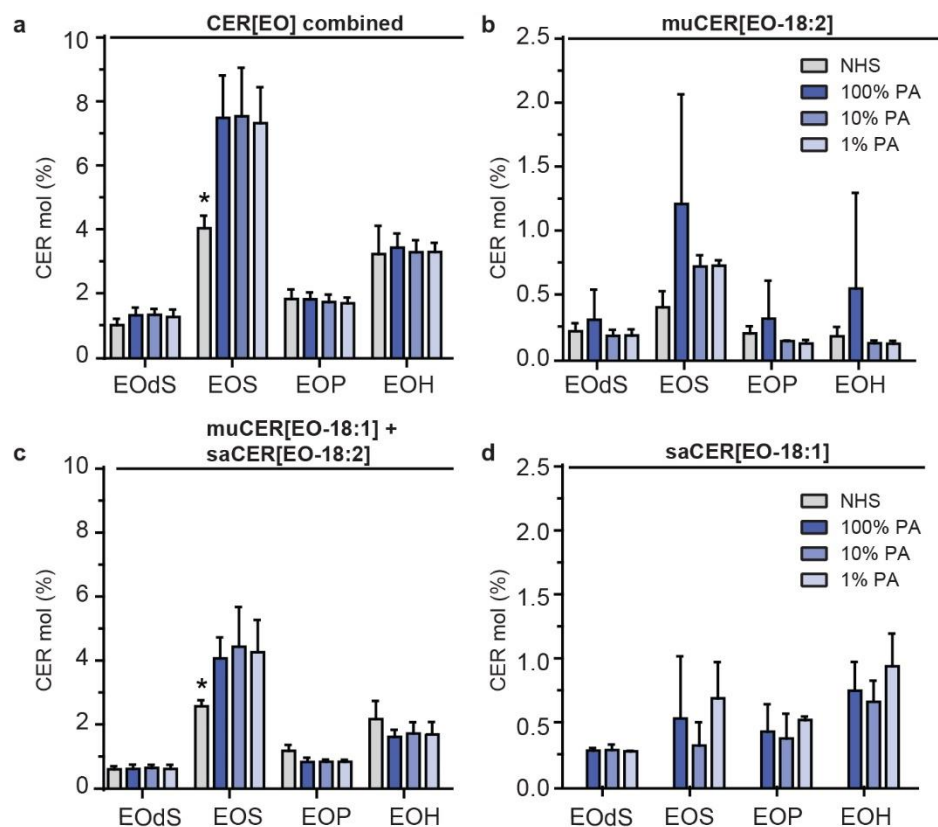 a
CER[EO] combined
10
8
6
4
2
0
CER mol (%)
*
EOdS EOS EOP EOH
b
muCER[EO-18:2]
2.5
2.0
1.5
1.0
0.5
0.0
CER mol (%)
NHS
100% PA
10% PA
1% PA
EOdS EOS EOP EOH
c
muCER[EO-18:1] +
saCER[EO-18:2]
10
8
6
4
2
0
CER mol (%)
*
EOdS EOS EOP EOH
d
saCER[EO-18:1]
2.5
2.0
1.5
1.0
0.5
0.0
CER mol (%)
NHS
100% PA
10% PA
1% PA
EOdS EOS EOP EOH